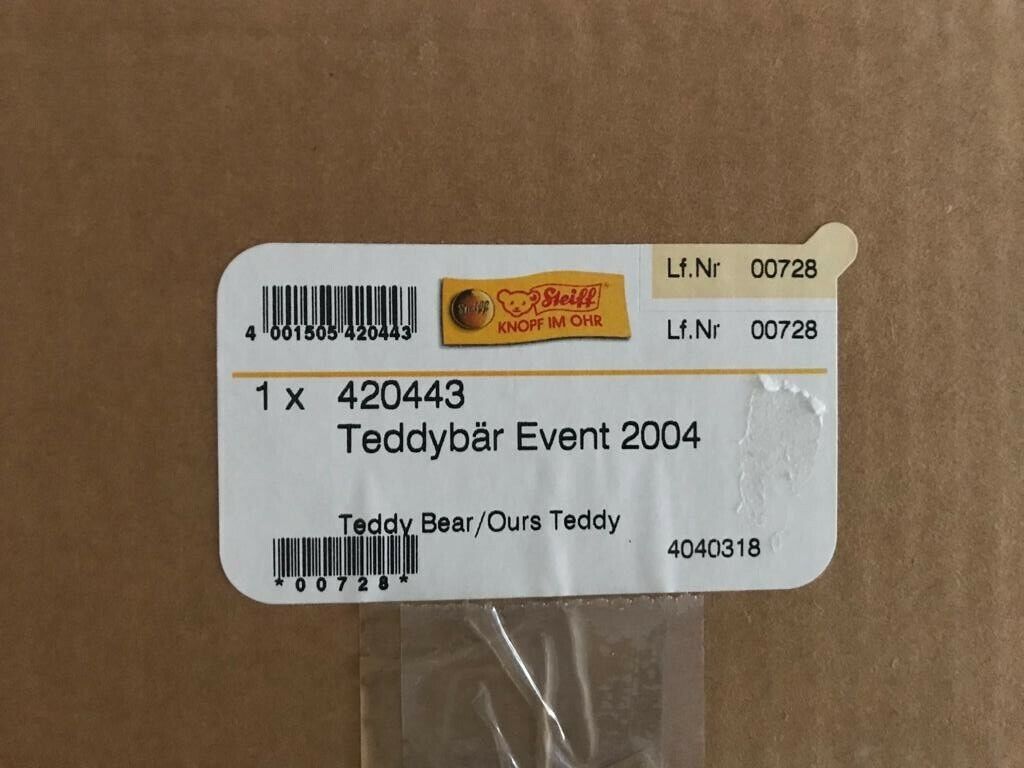 4 001505 420443
Steiff
Steiff
KNOPF IM OHR
Lf.Nr 00728
Lf.Nr 00728
1 x 420443
Teddybär Event 2004
Teddy Bear/Ours Teddy
*00728*
4040318